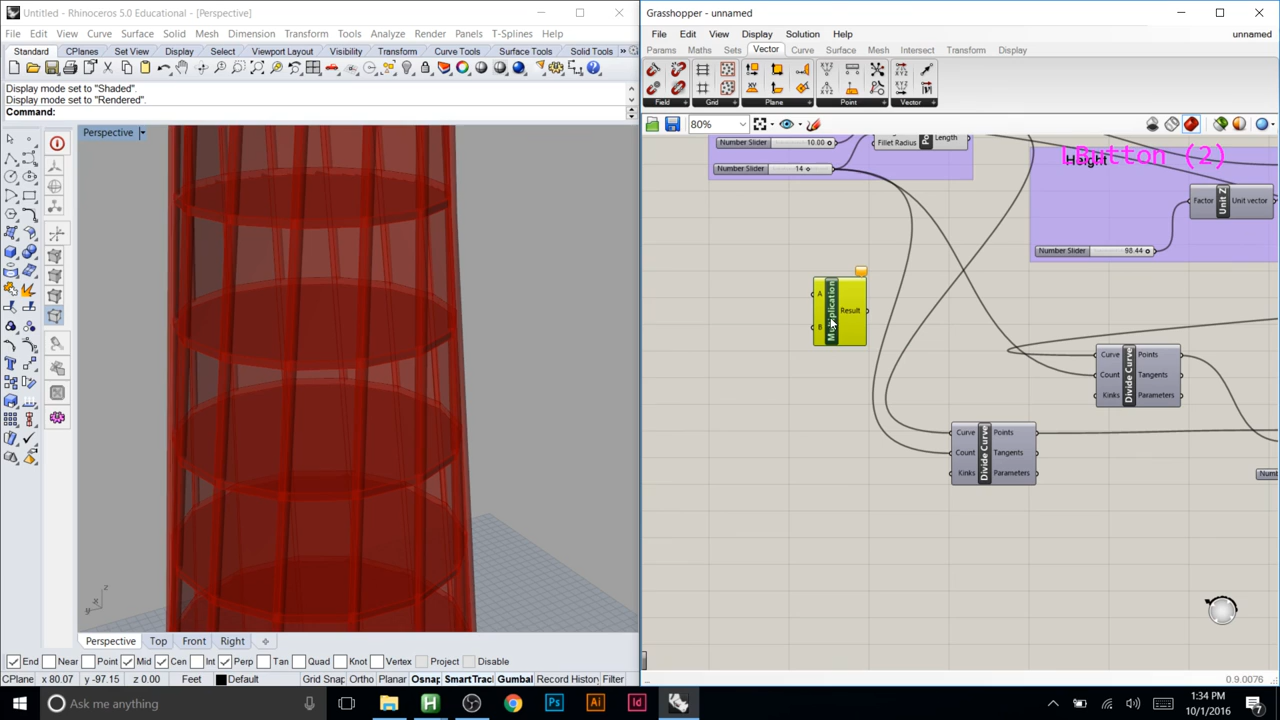 Untitled - Rhinoceros 5.0 Educational - [Perspective]
File Edit View Curve Surface Solid Mesh Dimension Transform Tools Analyze Render Panels T-Splines Help
Standard CPlanes Set View Display Select Viewport Layout Visibility Transform Curve Tools Surface Tools Solid Tools »
Display mode set to "Shaded".
Display mode set to "Rendered".
Command:
Perspective
z
y
Perspective Top Front Right
End Near Point Mid Cen Int Perp Tan Quad Knot Vertex Project Disable
CPlane x 80.07 y -97.15 z 0.00 Feet Default Grid Snap Ortho Planar Osnap SmartTrac Gumbal Record History Filter
Grasshopper - unnamed
File Edit View Display Solution Help unnamed
Params Maths Sets Vector Curve Surface Mesh Intersect Transform Display
Field Grid Plane Point Vector
80%
Number Slider 10.00
Fillet Radius Length
Number Slider 14
Height
LButton (2)
Factor Unit Z Unit vector
Number Slider 98.44
A B Multiplication Result
Curve Count Kinks Divide Curve Points Tangents Parameters
Curve Count Kinks Divide Curve Points Tangents Parameters
Num
0.9.0076
Ask me anything
1:34 PM
10/1/2016